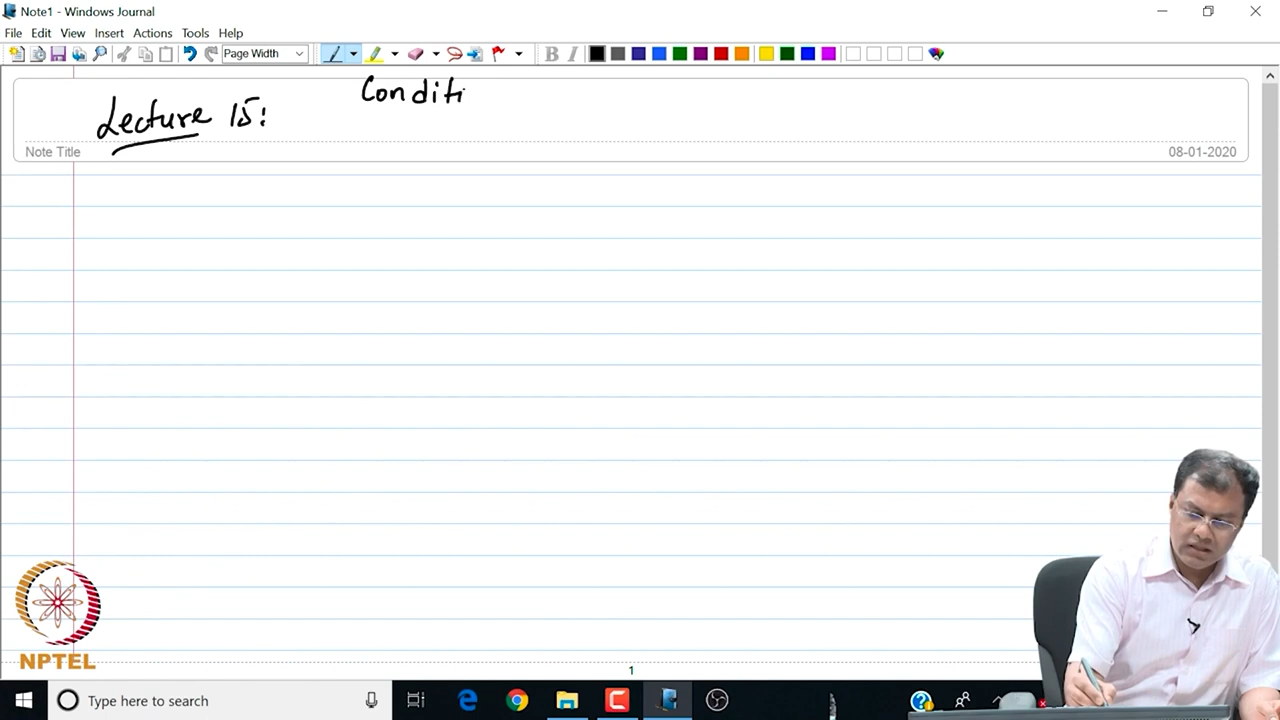 Note1 - Windows Journal
File Edit View Insert Actions Tools Help
Page Width
B I
Conditi
Lecture 15:
Note Title
08-01-2020
NPTEL
1
Type here to search